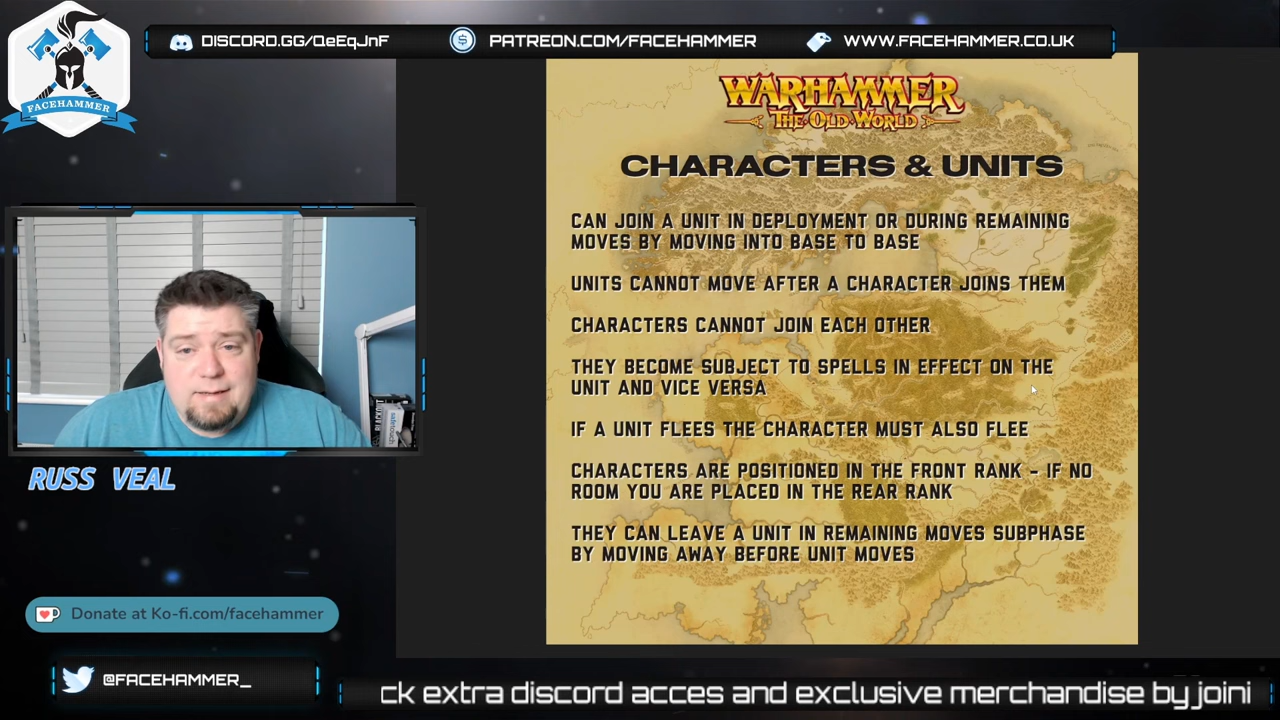 DISCORD.GG/QeEqJnF
PATREON.COM/FACEHAMMER
WWW.FACEHAMMER.CO.UK
FACEHAMMER
WARHAMMER
THE OLD WORLD
CHARACTERS & UNITS
CAN JOIN A UNIT IN DEPLOYMENT OR DURING REMAINING
MOVES BY MOVING INTO BASE TO BASE
UNITS CANNOT MOVE AFTER A CHARACTER JOINS THEM
CHARACTERS CANNOT JOIN EACH OTHER
THEY BECOME SUBJECT TO SPELLS IN EFFECT ON THE
UNIT AND VICE VERSA
IF A UNIT FLEES THE CHARACTER MUST ALSO FLEE
CHARACTERS ARE POSITIONED IN THE FRONT RANK - IF NO
ROOM YOU ARE PLACED IN THE REAR RANK
THEY CAN LEAVE A UNIT IN REMAINING MOVES SUBPHASE
BY MOVING AWAY BEFORE UNIT MOVES
RUSS VEAL
Donate at Ko-fi.com/facehammer
@FACEHAMMER_
ck extra discord acces and exclusive merchandise by joini